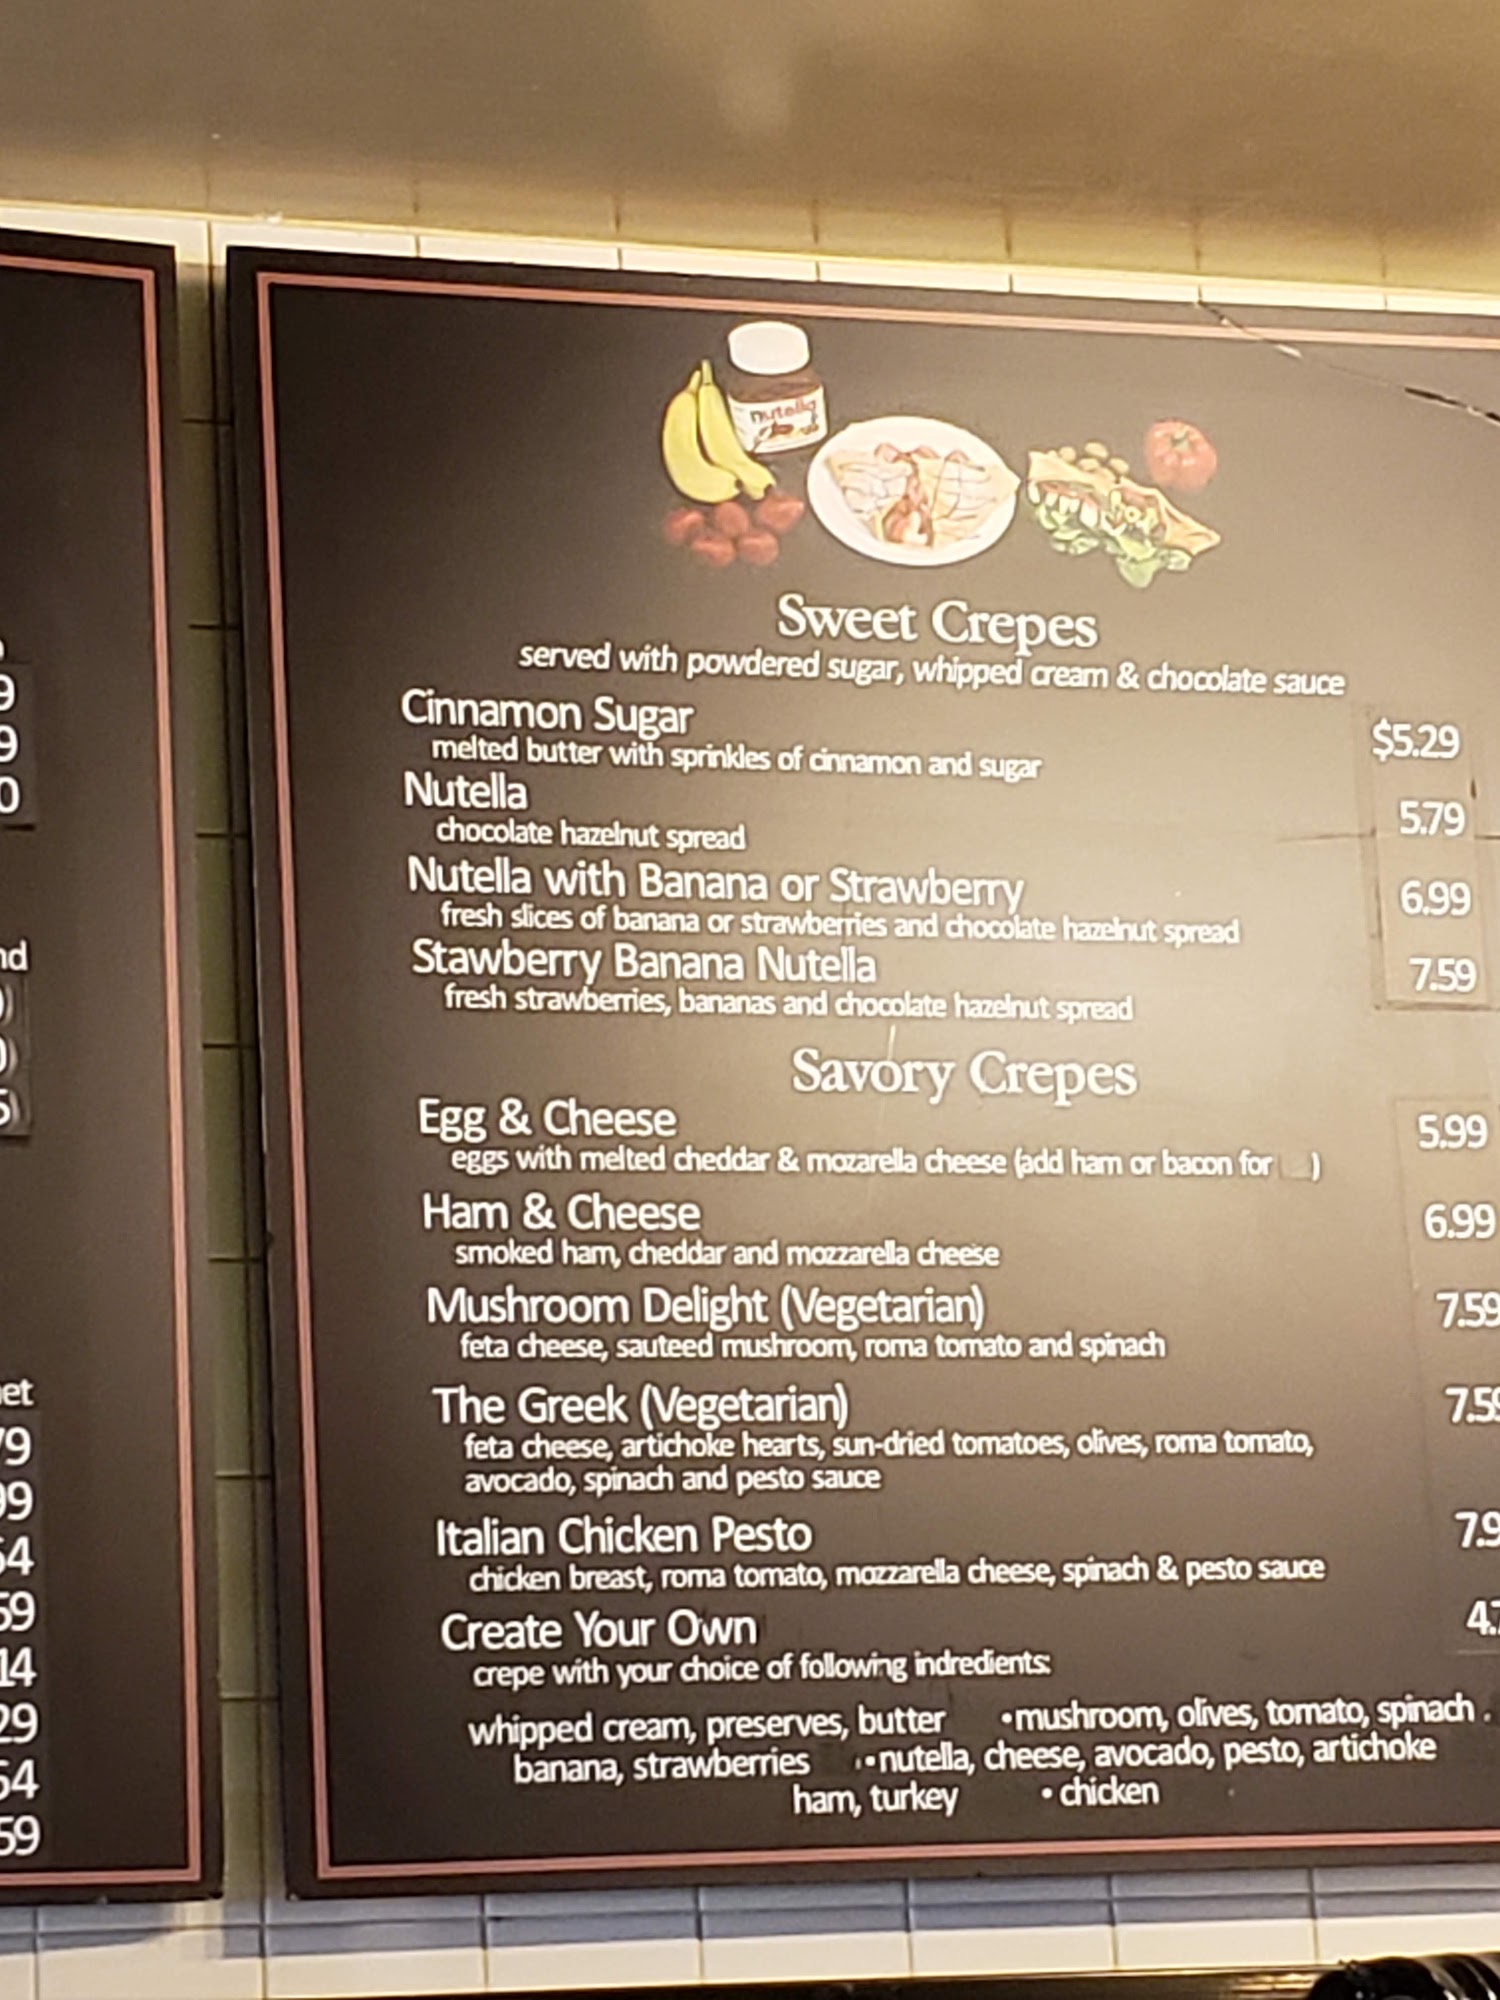 nutella
Sweet Crepes
served with powdered sugar, whipped cream & chocolate sauce
Cinnamon Sugar $5.29
melted butter with sprinkles of cinnamon and sugar
Nutella 5.79
chocolate hazelnut spread
Nutella with Banana or Strawberry 6.99
fresh slices of banana or strawberries and chocolate hazelnut spread
Stawberry Banana Nutella 7.59
fresh strawberries, bananas and chocolate hazelnut spread
Savory Crepes
Egg & Cheese 5.99
eggs with melted cheddar & mozarella cheese (add ham or bacon for )
Ham & Cheese 6.99
smoked ham, cheddar and mozzarella cheese
Mushroom Delight (Vegetarian) 7.59
feta cheese, sauteed mushroom, roma tomato and spinach
The Greek (Vegetarian) 7.59
feta cheese, artichoke hearts, sun-dried tomatoes, olives, roma tomato,
avocado, spinach and pesto sauce
Italian Chicken Pesto 7.9
chicken breast, roma tomato, mozzarella cheese, spinach & pesto sauce
Create Your Own 4.
crepe with your choice of following indredients:
whipped cream, preserves, butter •mushroom, olives, tomato, spinach
banana, strawberries •nutella, cheese, avocado, pesto, artichoke
ham, turkey • chicken